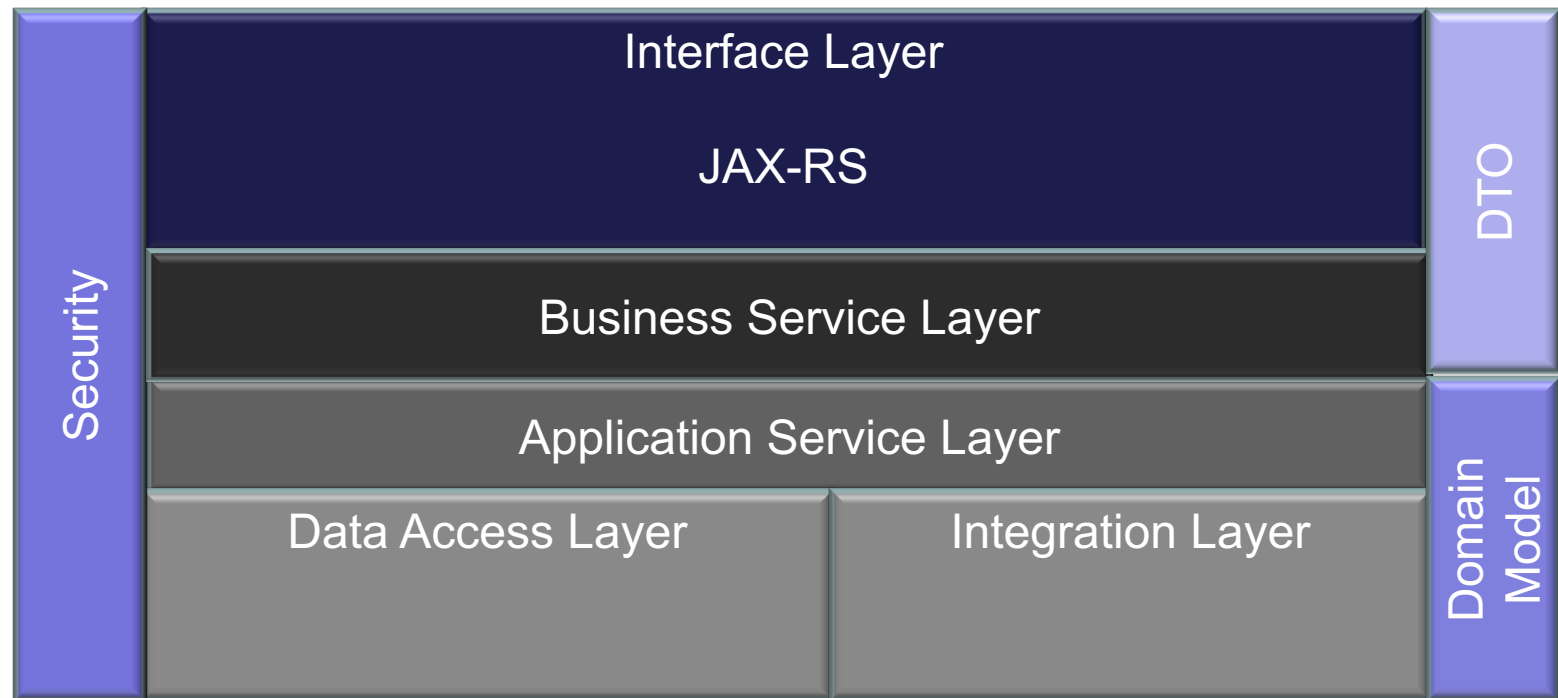 Security
Interface Layer
JAX-RS
DTO
Business Service Layer
Application Service Layer
Data Access Layer
Integration Layer
Domain
Model